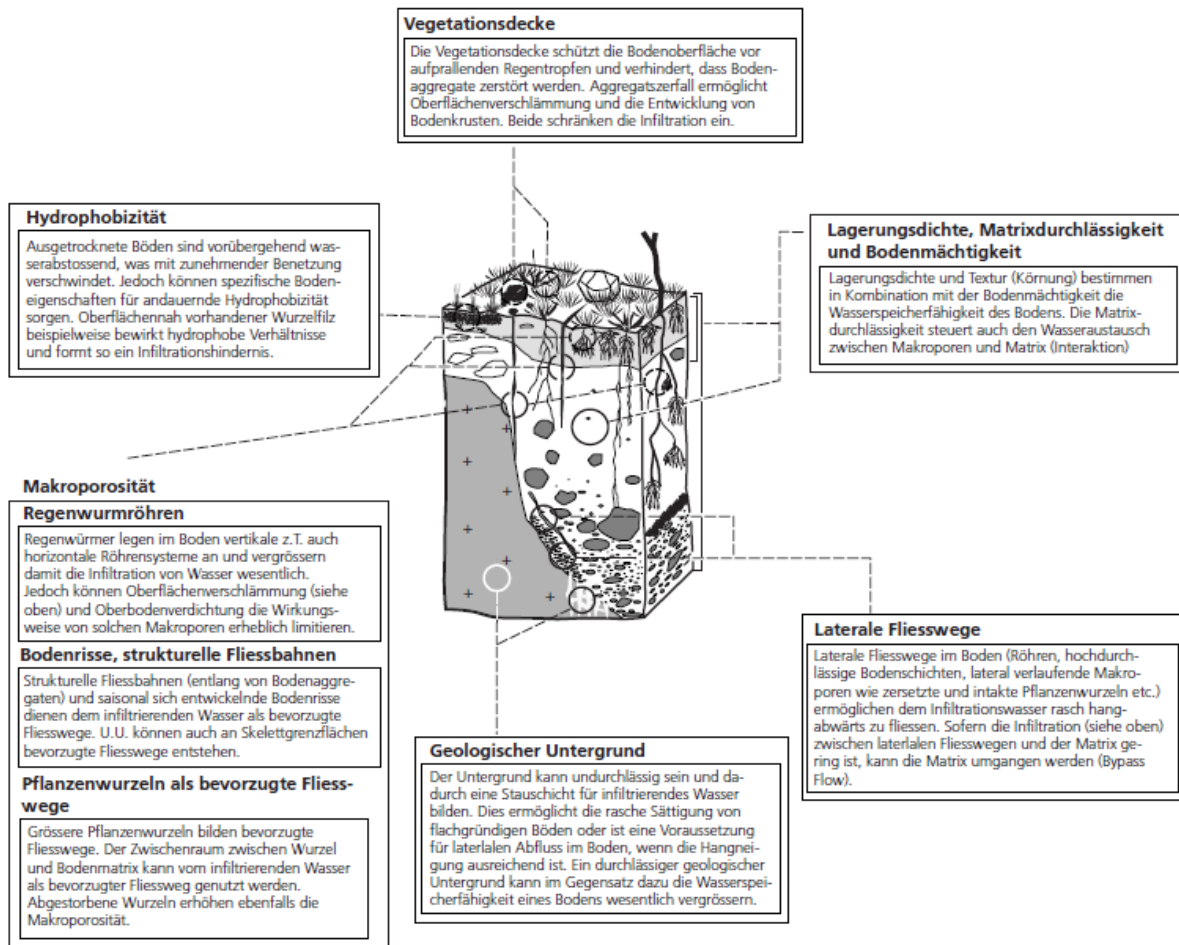 Vegetationsdecke
Die Vegetationsdecke schützt die Bodenoberfläche vor
aufprallenden Regentropfen und verhindert, dass Boden-
aggregate zerstört werden. Aggregatszerfall ermöglicht
Oberflächenverschlämmung und die Entwicklung von
Bodenkrusten. Beide schränken die Infiltration ein.
Hydrophobizität
Ausgetrocknete Böden sind vorübergehend was-
serabstossend, was mit zunehmender Benetzung
verschwindet. Jedoch können spezifische Boden-
eigenschaften für andauernde Hydrophobizität
sorgen. Oberflächennah vorhandener Wurzelfilz
beispielweise bewirkt hydrophobe Verhältnisse
und formt so ein Infiltrationshindernis.
Lagerungsdichte, Matrixdurchlässigkeit
und Bodenmächtigkeit
Lagerungsdichte und Textur (Körnung) bestimmen
in Kombination mit der Bodenmächtigkeit die
Wasserspeicherfähigkeit des Bodens. Die Matrix-
durchlässigkeit steuert auch den Wasseraustausch
zwischen Makroporen und Matrix (Interaktion)
Makroporosität
Regenwurmröhren
Regenwürmer legen im Boden vertikale z.T. auch
horizontale Röhrensysteme an und vergrössern
damit die Infiltration von Wasser wesentlich.
Jedoch können Oberflächenverschlämmung (siehe
oben) und Oberbodenverdichtung die Wirkungs-
weise von solchen Makroporen erheblich limitieren.
Bodenrisse, strukturelle Fliessbahnen
Strukturelle Fliessbahnen (entlang von Bodenaggre-
gaten) und saisonal sich entwickelnde Bodenrisse
dienen dem infiltrierenden Wasser als bevorzugte
Fliesswege. U.U. können auch an Skelettgrenzflächen
bevorzugte Fliesswege entstehen.
Pflanzenwurzeln als bevorzugte Fliess-
wege
Grössere Pflanzenwurzeln bilden bevorzugte
Fliesswege. Der Zwischenraum zwischen Wurzel
und Bodenmatrix kann vom infiltrierenden Wasser
als bevorzugter Fliessweg genutzt werden.
Abgestorbene Wurzeln erhöhen ebenfalls die
Makroporosität.
Geologischer Untergrund
Der Untergrund kann undurchlässig sein und da-
durch eine Stauschicht für infiltrierendes Wasser
bilden. Dies ermöglicht die rasche Sättigung von
flachgründigen Böden oder ist eine Voraussetzung
für laterlalen Abfluss im Boden, wenn die Hangnei-
gung ausreichend ist. Ein durchlässiger geologischer
Untergrund kann im Gegensatz dazu die Wasserspei-
cherfähigkeit eines Bodens wesentlich vergrössern.
Laterale Fliesswege
Laterale Fliesswege im Boden (Röhren, hochdurch-
lässige Bodenschichten, lateral verlaufende Makro-
poren wie zersetzte und intakte Pflanzenwurzeln etc.)
ermöglichen dem Infiltrationswasser rasch hang-
abwärts zu fliessen. Sofern die Infiltration (siehe oben)
zwischen laterlalen Fliesswegen und der Matrix ge-
ring ist, kann die Matrix umgangen werden (Bypass
Flow).